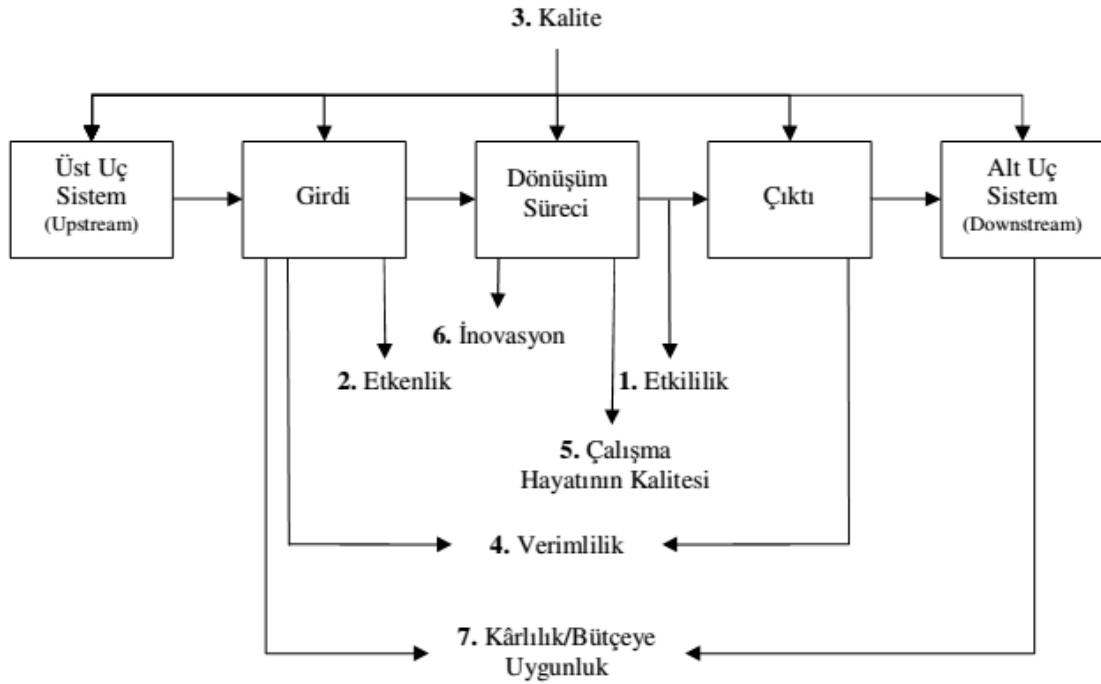 3. Kalite
Üst Uç
Sistem
(Upstream)
Girdi
Dönüşüm
Süreci
Çıktı
Alt Uç
Sistem
(Downstream)
6. İnovasyon
2. Etkenlik
1. Etkililik
5. Çalışma
Hayatının Kalitesi
4. Verimlilik
7. Kârlılık/Bütçeye
Uygunluk